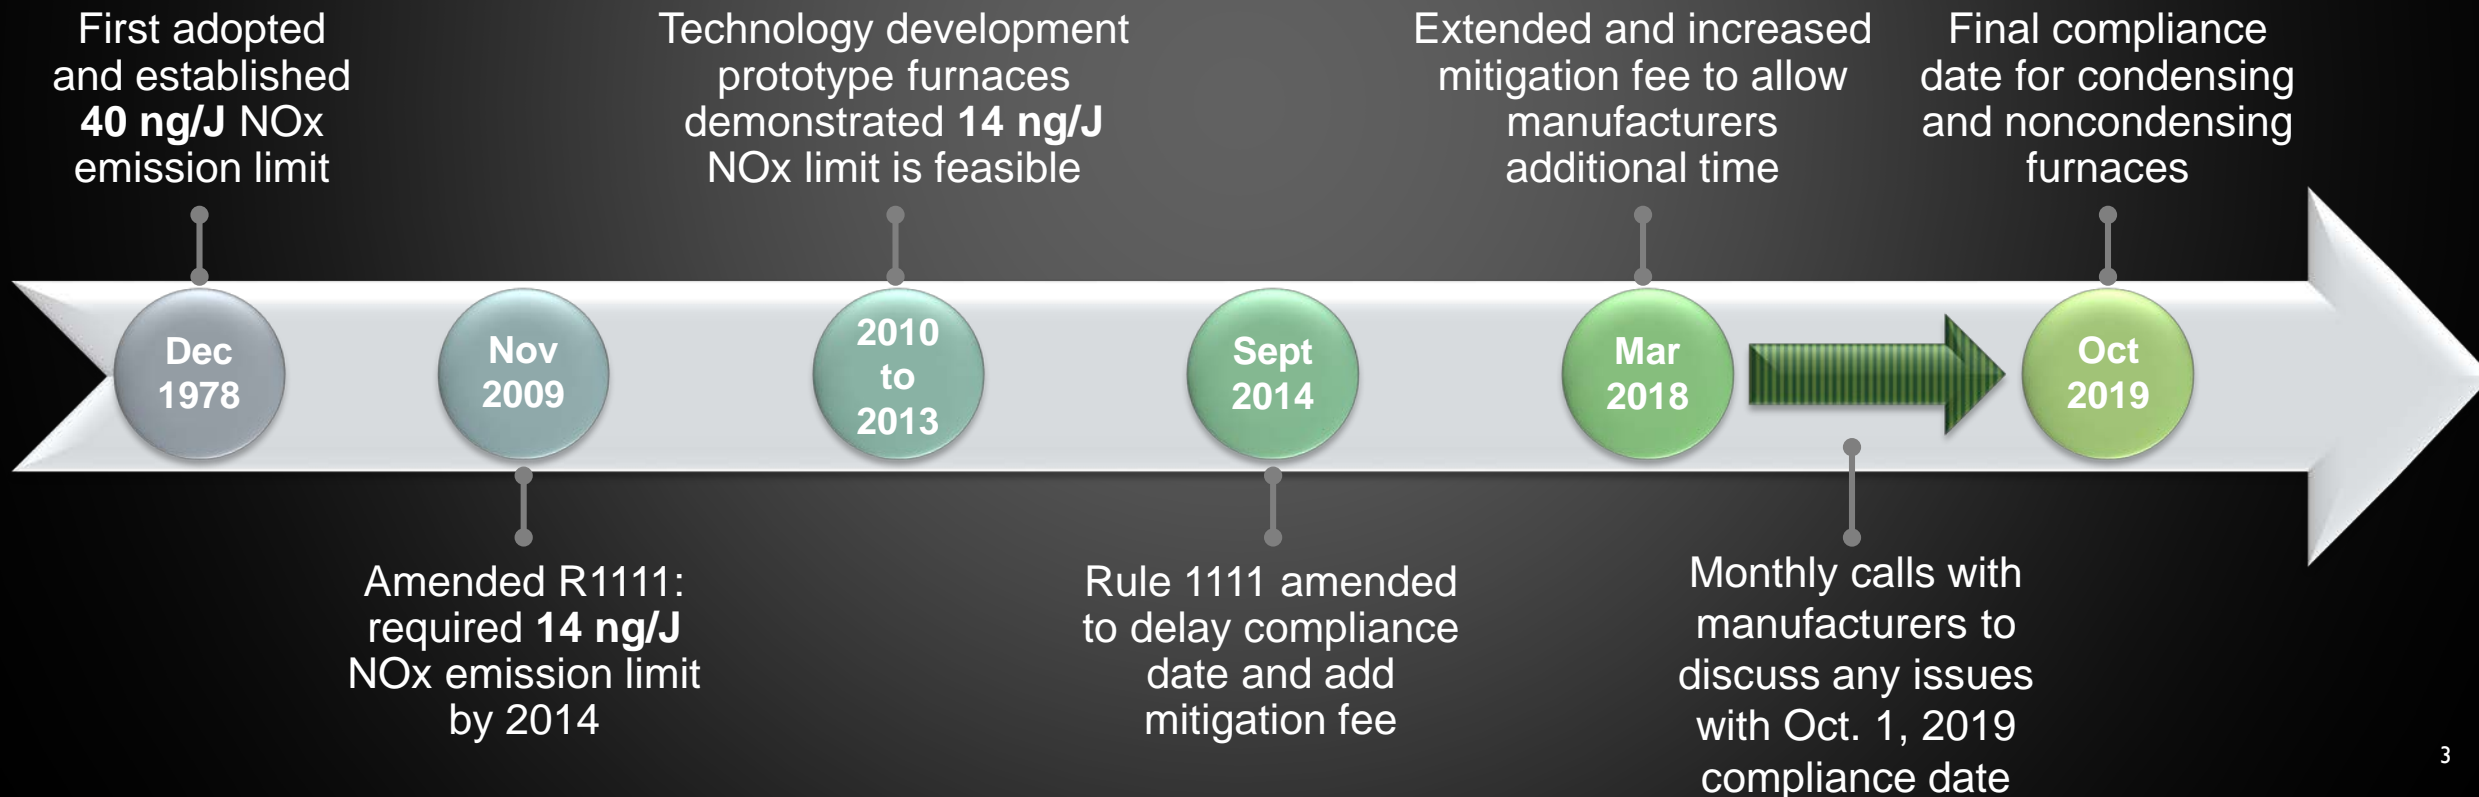 First adopted
and established
40 ng/J NOx
emission limit
Technology development
prototype furnaces
demonstrated 14 ng/J
NOx limit is feasible
Extended and increased
mitigation fee to allow
manufacturers
additional time
Final compliance
date for condensing
and noncondensing
furnaces
Dec
1978
Nov
2009
2010
to
2013
Sept
2014
Mar
2018
Oct
2019
Amended R1111:
required 14 ng/J
NOx emission limit
by 2014
Rule 1111 amended
to delay compliance
date and add
mitigation fee
Monthly calls with
manufacturers to
discuss any issues
with Oct. 1, 2019
compliance date
3